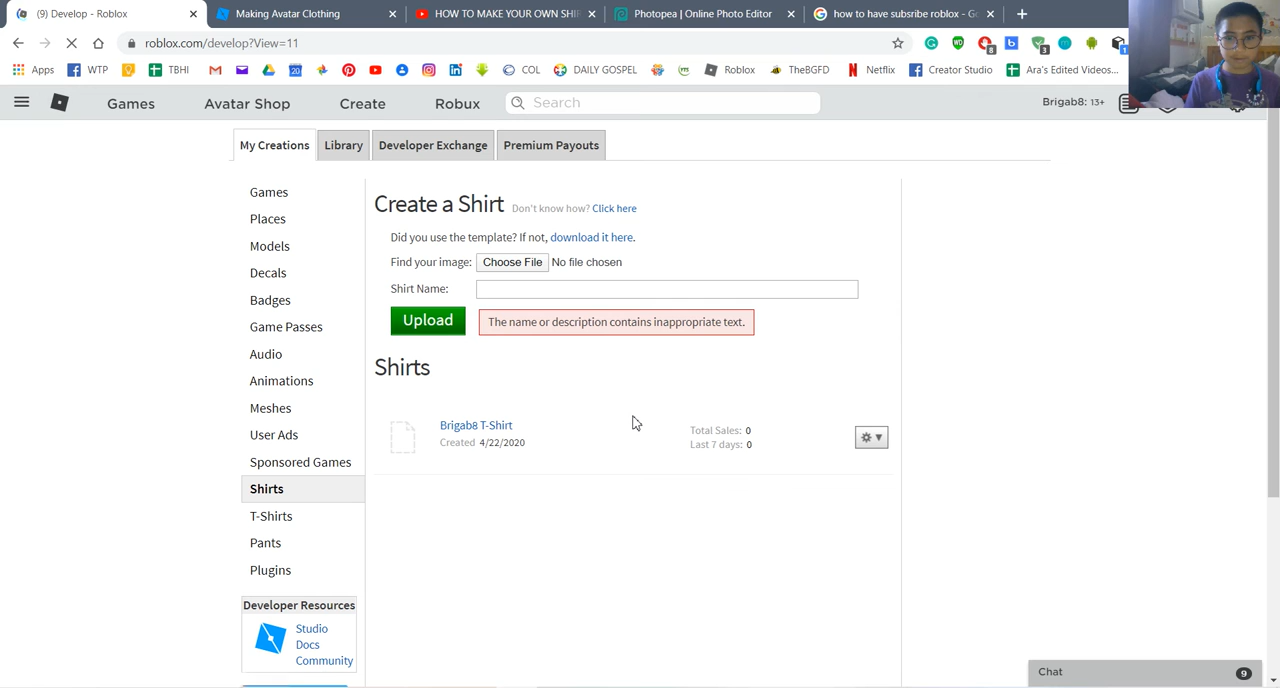 (9) Develop - Roblox
Making Avatar Clothing
HOW TO MAKE YOUR OWN SHI
Photopea | Online Photo Editor
how to have subsribe roblox - G
roblox.com/develop?View=11
Apps
WTP
TBHI
COL
DAILY GOSPEL
Roblox
TheBGFD
Netflix
Creator Studio
Ara's Edited Videos...
Games
Avatar Shop
Create
Robux
Search
Brigab8: 13+
My Creations
Library
Developer Exchange
Premium Payouts
Games
Places
Models
Decals
Badges
Game Passes
Audio
Animations
Meshes
User Ads
Sponsored Games
Shirts
T-Shirts
Pants
Plugins
Developer Resources
Studio
Docs
Community
Create a Shirt Don't know how? Click here
Did you use the template? If not, download it here.
Find your image: Choose File No file chosen
Shirt Name:
Upload
The name or description contains inappropriate text.
Shirts
Brigab8 T-Shirt
Created 4/22/2020
Total Sales: 0
Last 7 days: 0
Chat
9